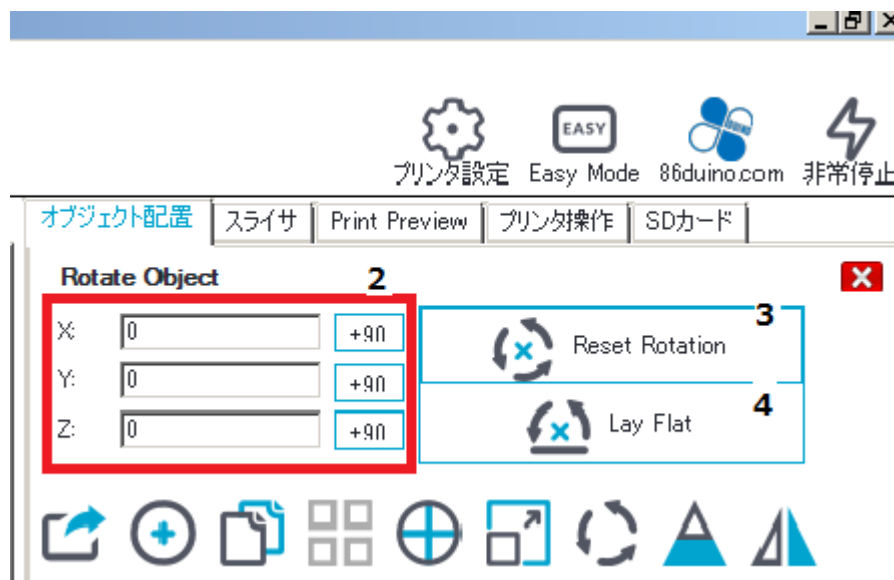 EASY
プリンタ設定 Easy Mode 86duino.com 非常停止
オブジェクト配置 スライサ Print Preview プリンタ操作 SDカード
Rotate Object 2
X: 0 +90 Reset Rotation 3
Y: 0 +90
Z: 0 +90 Lay Flat 4